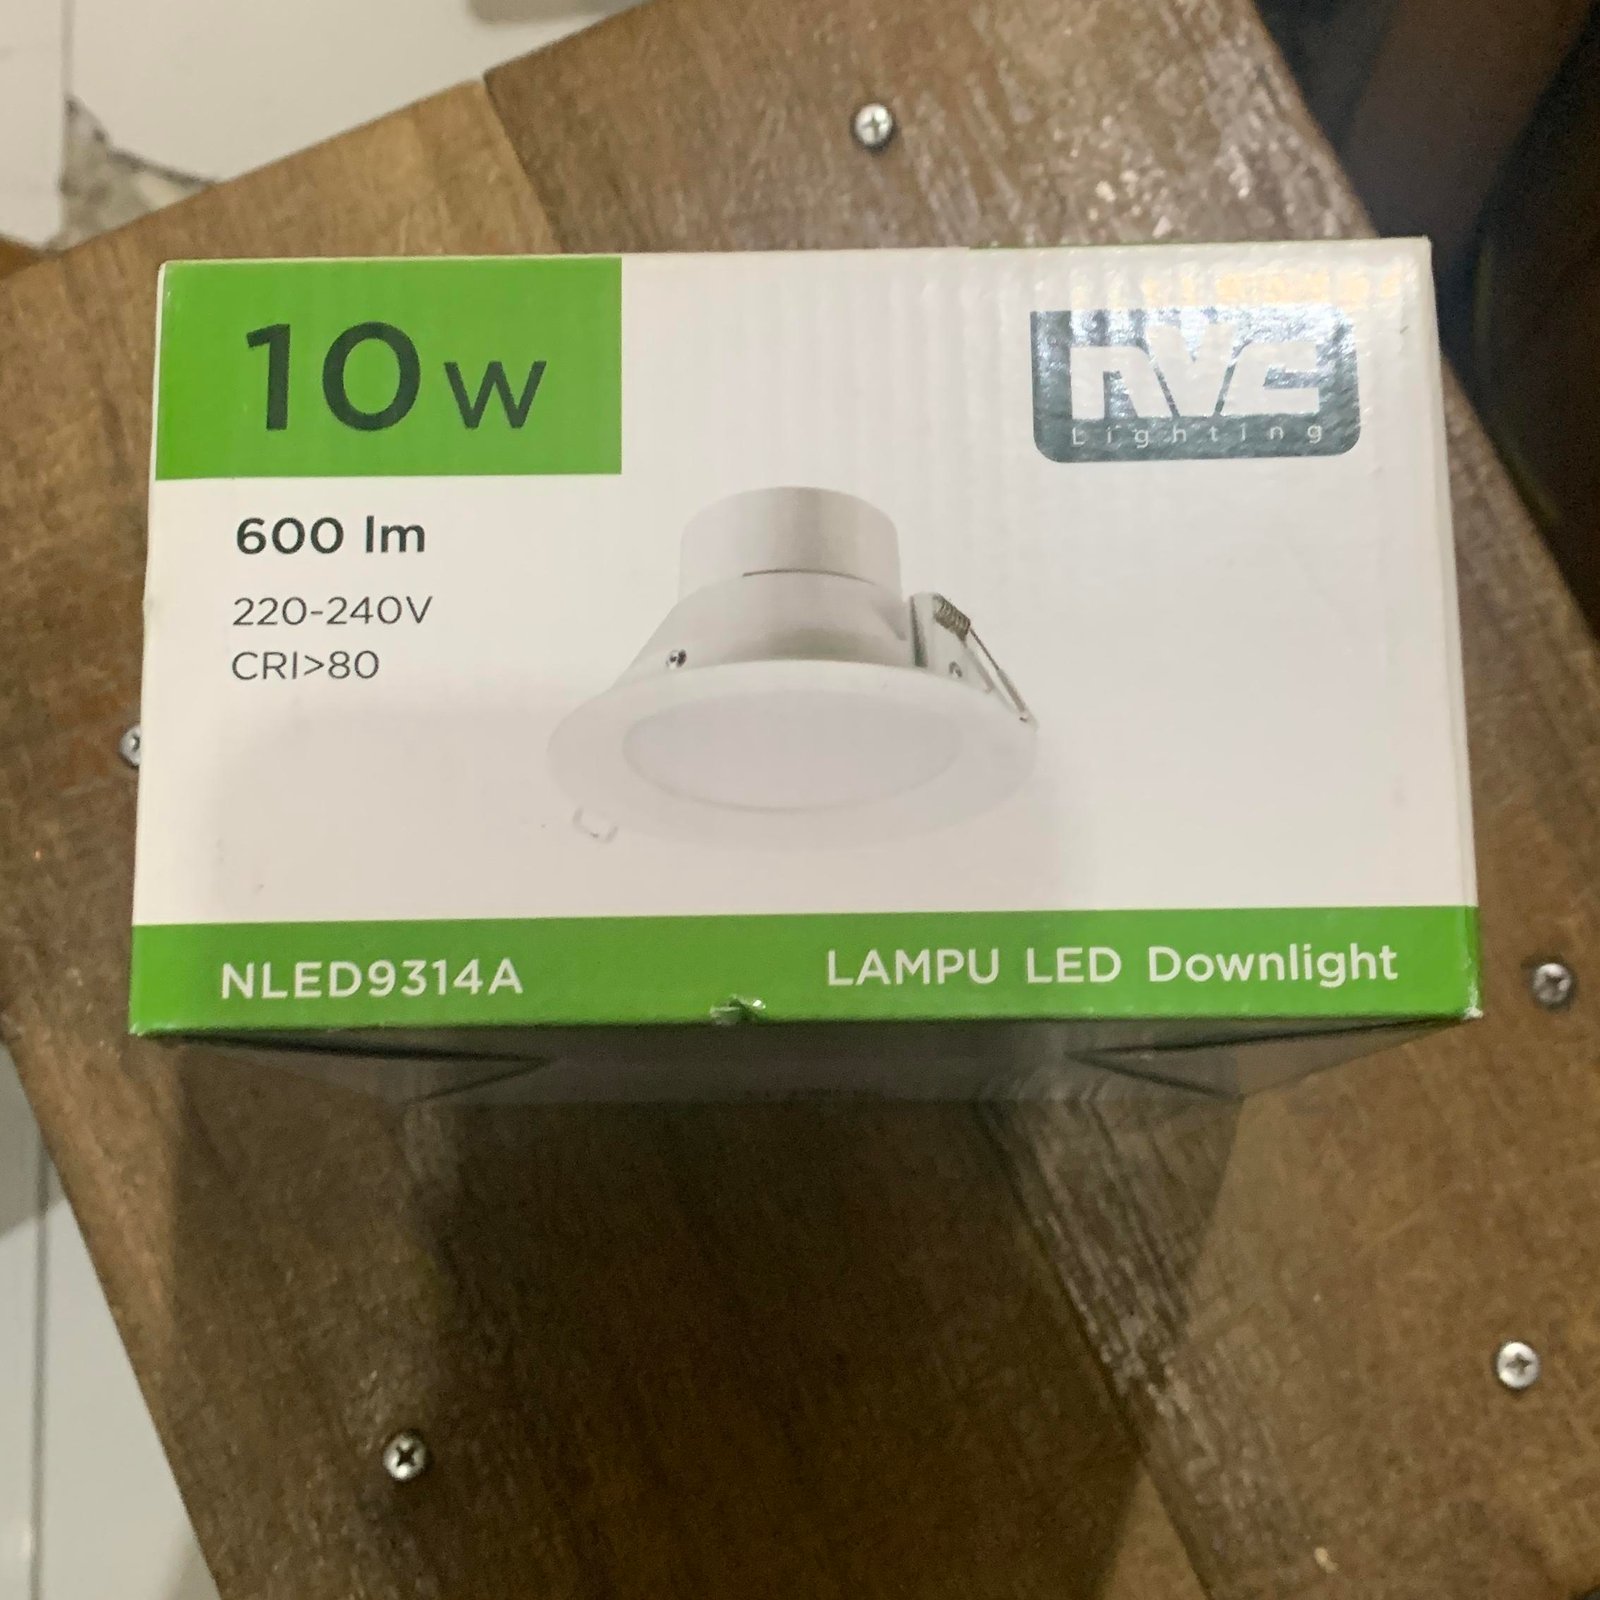 10W
NVC
Lighting
600 lm
220-240V
CRI>80
NLED9314A
LAMPU LED Downlight